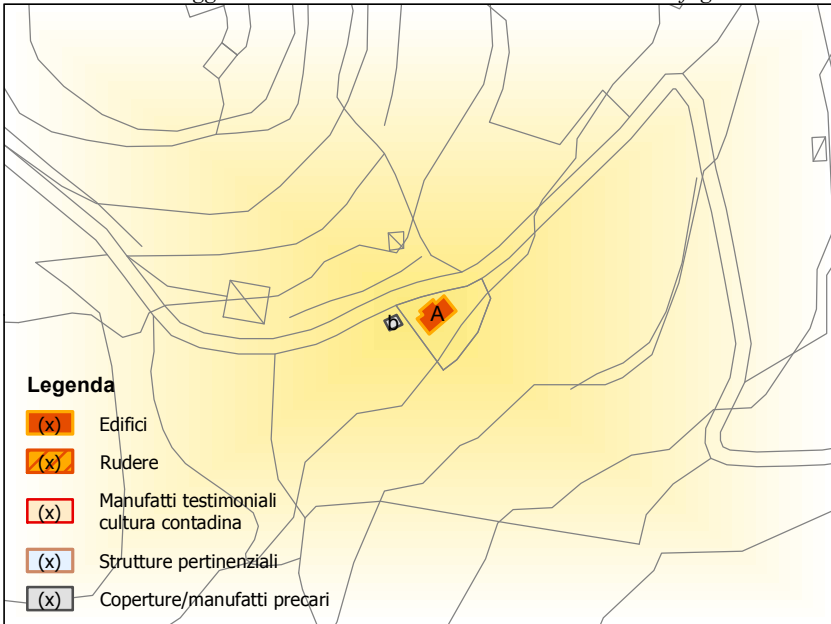 A
b
Legenda
(x) Edifici
(x) Rudere
(x) Manufatti testimoniali
cultura contadina
(x) Strutture pertinenziali
(x) Coperture/manufatti precari